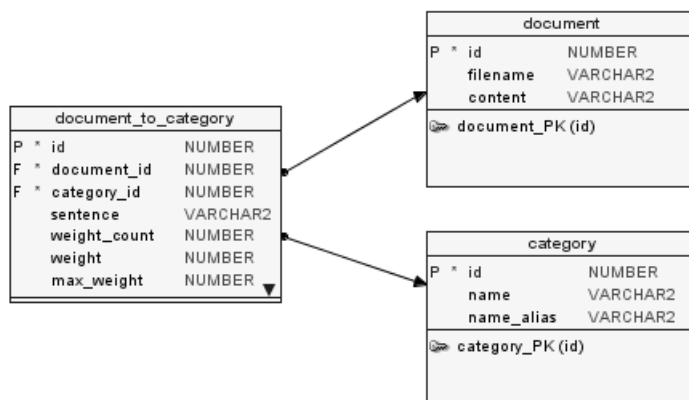 document_to_category
P * id NUMBER
F * document_id NUMBER
F * category_id NUMBER
sentence VARCHAR2
weight_count NUMBER
weight NUMBER
max_weight NUMBER
document
P * id NUMBER
filename VARCHAR2
content VARCHAR2
document_PK (id)
category
P * id NUMBER
name VARCHAR2
name_alias VARCHAR2
category_PK (id)